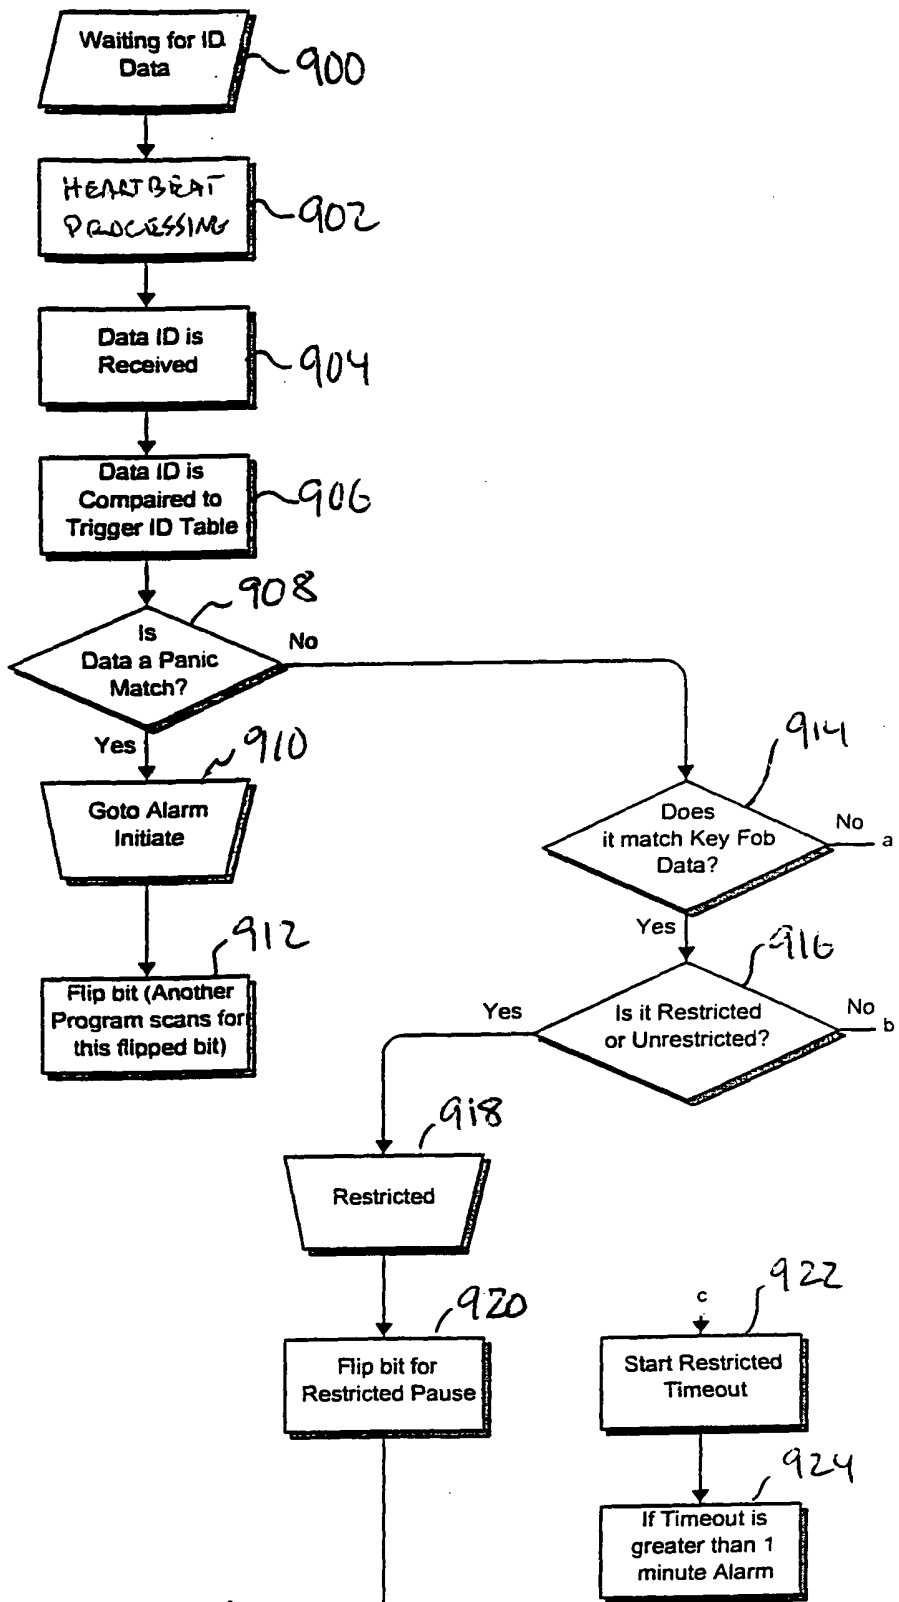 Waiting for ID
Data
900
HEARTBEAT
PROCESSING
902
Data ID is
Received
904
Data ID is
Compaired to
Trigger ID Table
906
908
Is
Data a Panic
Match?
No
Yes
910
Goto Alarm
Initiate
912
Flip bit (Another
Program scans for
this flipped bit)
914
Does
it match Key Fob
Data?
No
a
Yes
916
Is it Restricted
or Unrestricted?
No
b
Yes
918
Restricted
920
Flip bit for
Restricted Pause
c
922
Start Restricted
Timeout
924
If Timeout is
greater than 1
minute Alarm